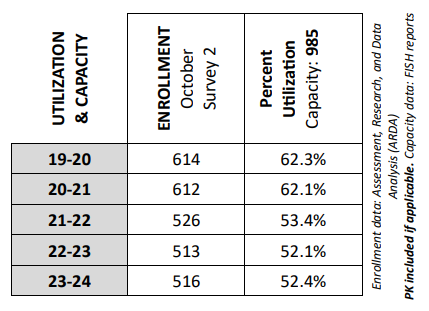 UTILIZATION
& CAPACITY
ENROLLMENT
October
Survey 2
Percent
Utilization
Capacity: 985
19-20 614 62.3%
20-21 612 62.1%
21-22 526 53.4%
22-23 513 52.1%
23-24 516 52.4%
Enrollment data: Assessment, Research, and Data
Analysis (ARDA)
PK included if applicable. Capacity data: FISH reports